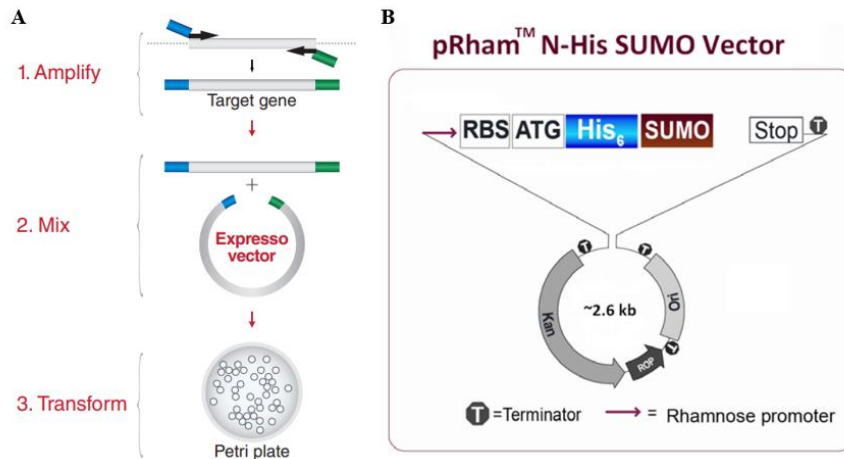 A
1. Amplify
Target gene
2. Mix
+
Expresso
vector
3. Transform
Petri plate
B
pRham™ N-His SUMO Vector
RBS ATG His6 SUMO Stop T
T T
Kan ~2.6 kb Ori
ROP T
T =Terminator = Rhamnose promoter